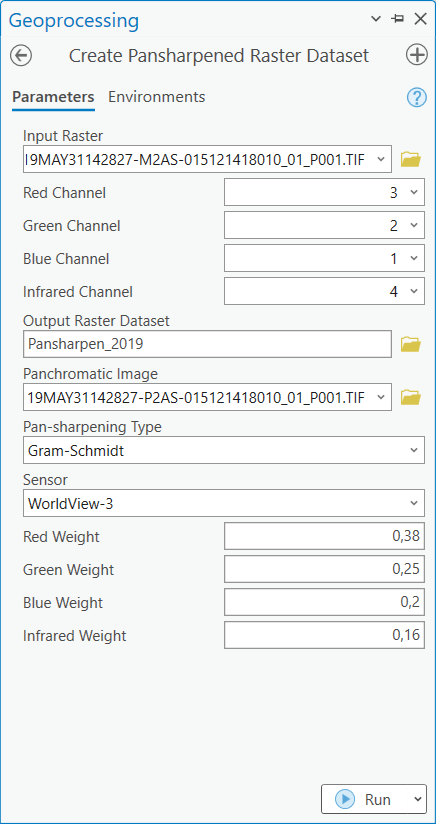 Geoprocessing
Create Pansharpened Raster Dataset
Parameters Environments
Input Raster
19MAY31142827-M2AS-015121418010_01_P001.TIF
Red Channel 3
Green Channel 2
Blue Channel 1
Infrared Channel 4
Output Raster Dataset
Pansharpen_2019
Panchromatic Image
19MAY31142827-P2AS-015121418010_01_P001.TIF
Pan-sharpening Type
Gram-Schmidt
Sensor
WorldView-3
Red Weight 0,38
Green Weight 0,25
Blue Weight 0,2
Infrared Weight 0,16
Run